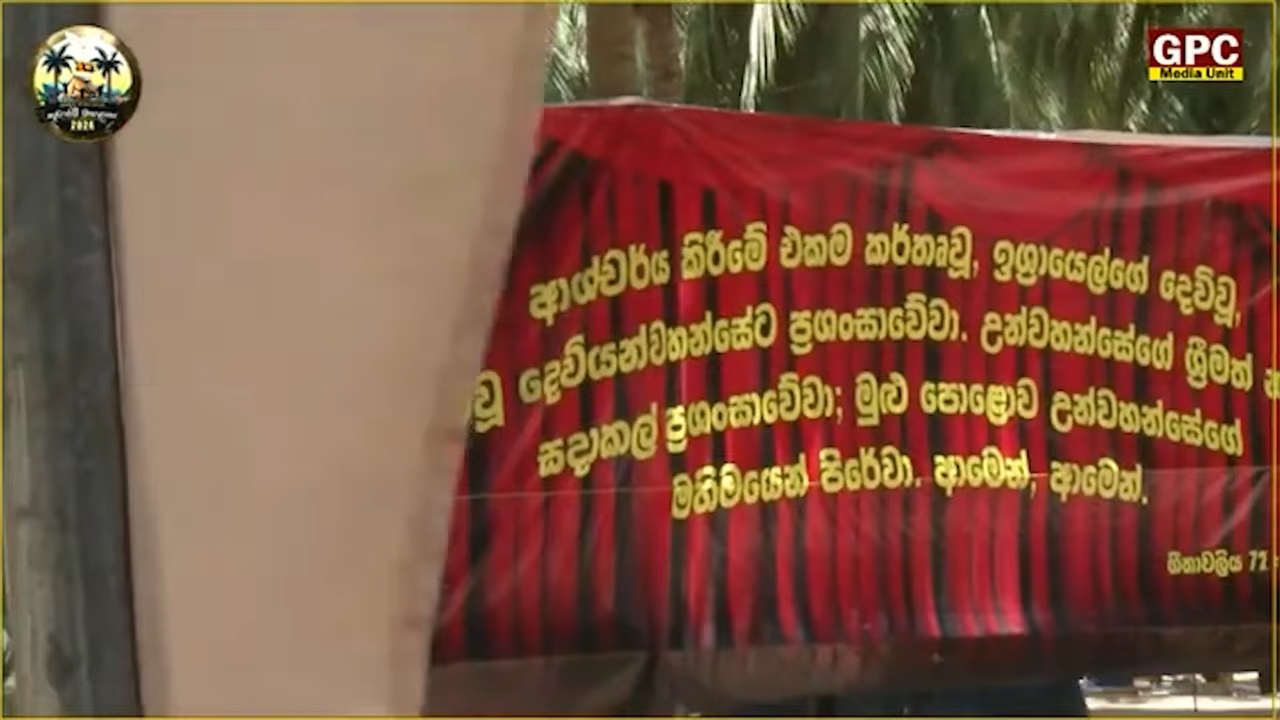 GPC
Media Unit
2024
ආශ්චර්ය කිරීමේ එකම කර්තෘවූ, ඉශ්‍රායෙල්ගේ දෙවිවූ,
දෙවියන්වහන්සේට ප්‍රශංසාවේවා. උන්වහන්සේගේ ශ්‍රීමත්
සදාකල් ප්‍රශංසාවේවා; මුළු පොළොව උන්වහන්සේගේ
මහිමයෙන් පිරේවා. ආමෙන්, ආමෙන්.
ගීතාවලිය 72